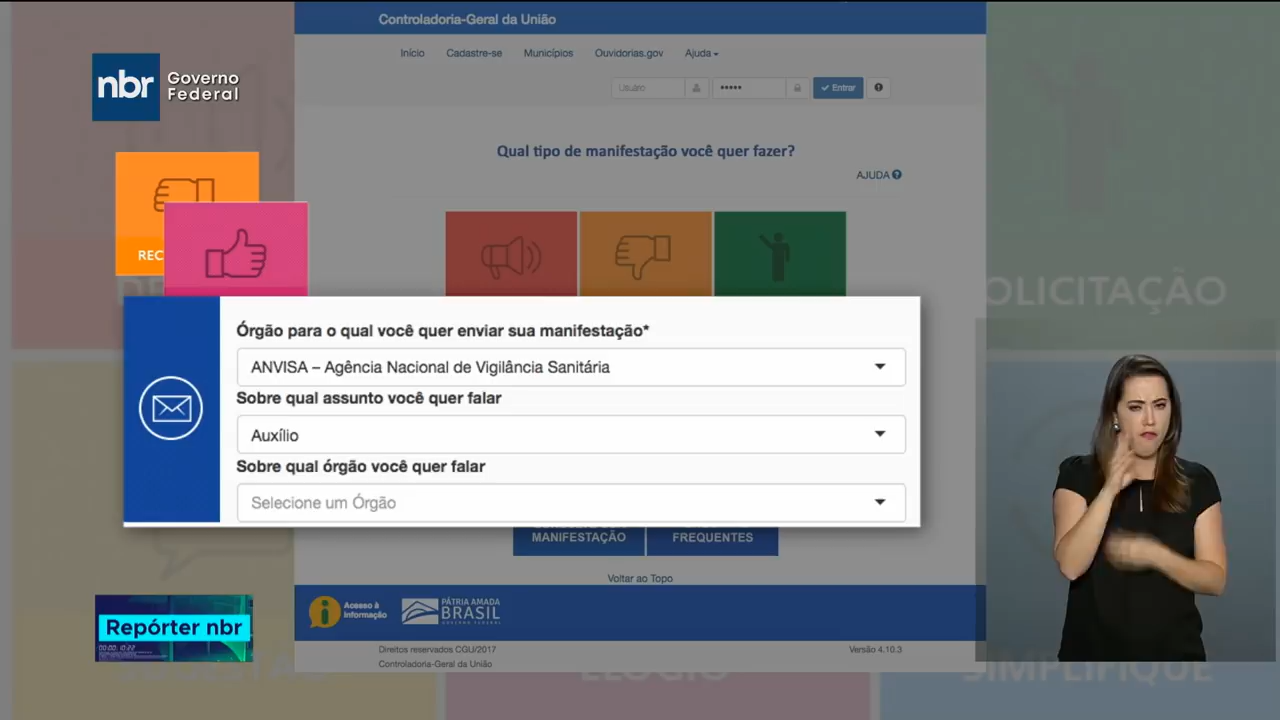 Controladoria-Geral da União
Início Cadastre-se Municípios Ouvidorias.gov Ajuda
nbr Governo Federal
Usuário ••••• Entrar
Qual tipo de manifestação você quer fazer?
AJUDA
REC
OLICITAÇÃO
Órgão para o qual você quer enviar sua manifestação*
ANVISA – Agência Nacional de Vigilância Sanitária
Sobre qual assunto você quer falar
Auxílio
Sobre qual órgão você quer falar
Selecione um Órgão
MANIFESTAÇÃO FREQUENTES
Voltar ao Topo
Acesso à Informação
PÁTRIA AMADA
BRASIL
GOVERNO FEDERAL
Repórter nbr
Direitos reservados CGU/2017
Versão 4.10.3
Controladoria-Geral da União
ELOGIO
SIMPLIFIQUE